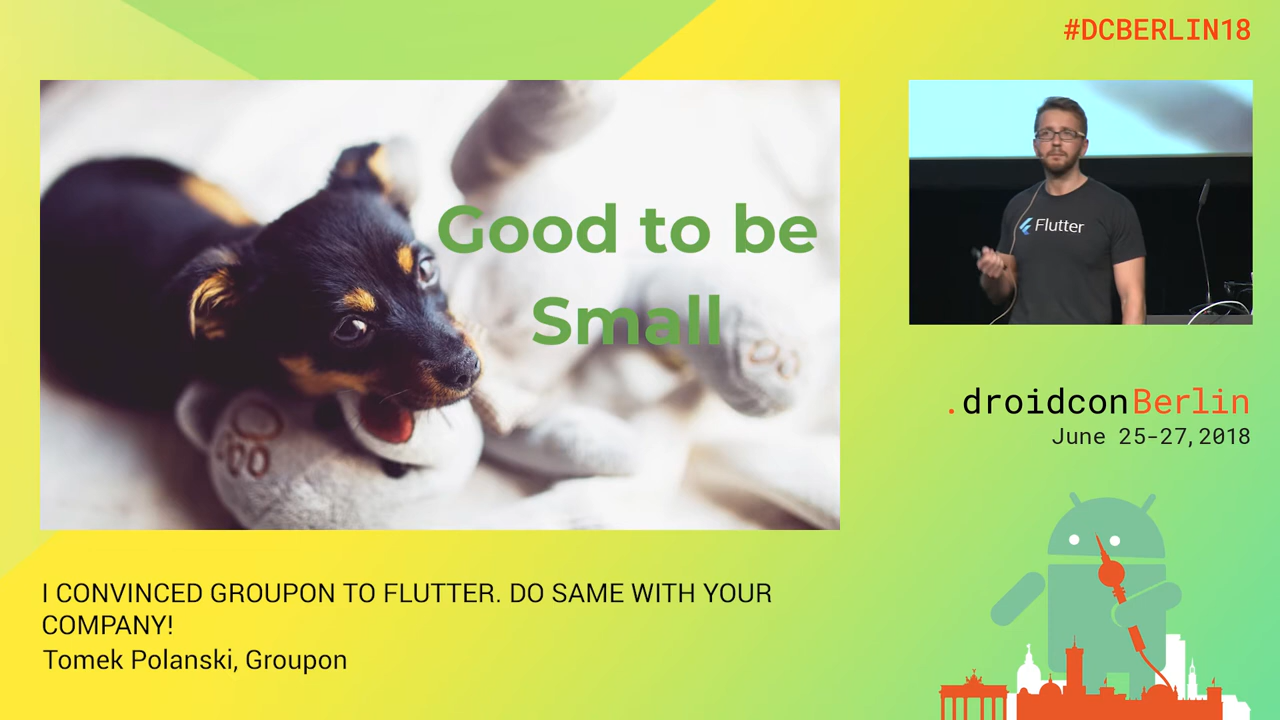 #DCBERLIN18
Good to be
Small
Flutter
.droidconBerlin
June 25-27, 2018
I CONVINCED GROUPON TO FLUTTER. DO SAME WITH YOUR
COMPANY!
Tomek Polanski, Groupon